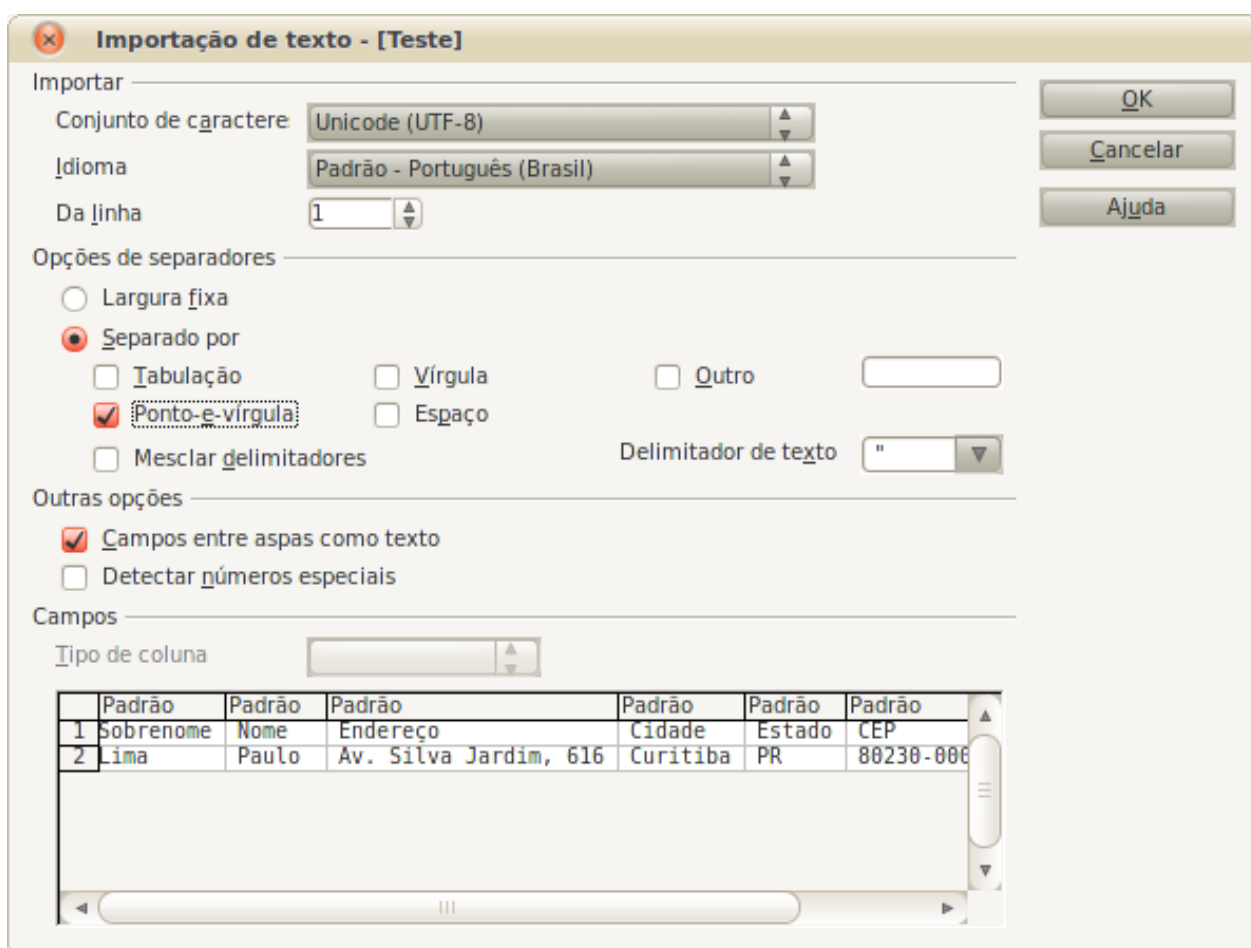 Importação de texto - [Teste]
Importar
OK
Conjunto de caractere
Unicode (UTF-8)
Cancelar
Idioma
Padrão - Português (Brasil)
Da linha
1
Ajuda
Opções de separadores
Largura fixa
Separado por
Tabulação
Vírgula
Outro
Ponto-e-vírgula
Espaço
Mesclar delimitadores
Delimitador de texto
"
Outras opções
Campos entre aspas como texto
Detectar números especiais
Campos
Tipo de coluna
Padrão Padrão Padrão Padrão Padrão Padrão
1 Sobrenome Nome Endereço Cidade Estado CEP
2 Lima Paulo Av. Silva Jardim, 616 Curitiba PR 80230-000